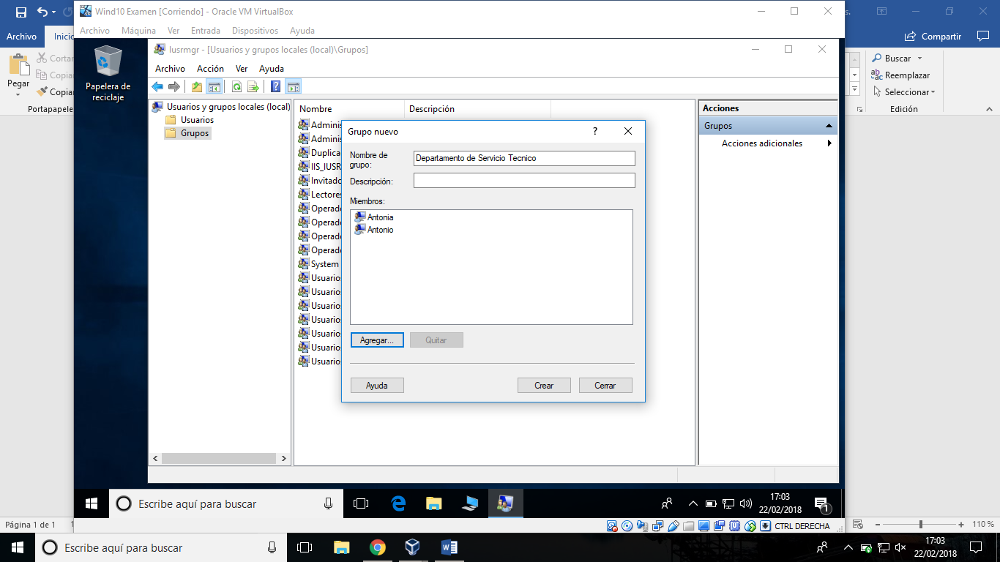 Wind10 Examen [Corriendo] - Oracle VM VirtualBox
Archivo Máquina Ver Entrada Dispositivos Ayuda
s.
Archivo Inicio
Compartir
Pegar
Cortar
Copiar
Copiar
Portapapeles
Buscar
Reemplazar
Seleccionar
Edición
Papelera de
reciclaje
lusrmgr - [Usuarios y grupos locales (local)\Grupos]
Archivo Acción Ver Ayuda
Usuarios y grupos locales (local)
Usuarios
Grupos
Nombre Descripción
Adminis
Adminis
Duplica
IIS_IUSR
Invitado
Lectores
Operado
Operado
Operado
Operado
System
Usuario
Usuario
Usuario
Usuario
Usuario
Usuario
Usuario
Acciones
Grupos
Acciones adicionales
Grupo nuevo
?
Nombre de
grupo:
Departamento de Servicio Tecnico
Descripción:
Miembros:
Antonia
Antonio
Agregar... Quitar
Ayuda Crear Cerrar
Escribe aquí para buscar
17:03
22/02/2018
1
CTRL DERECHA
Página 1 de 1
110 %
Escribe aquí para buscar
17:03
22/02/2018